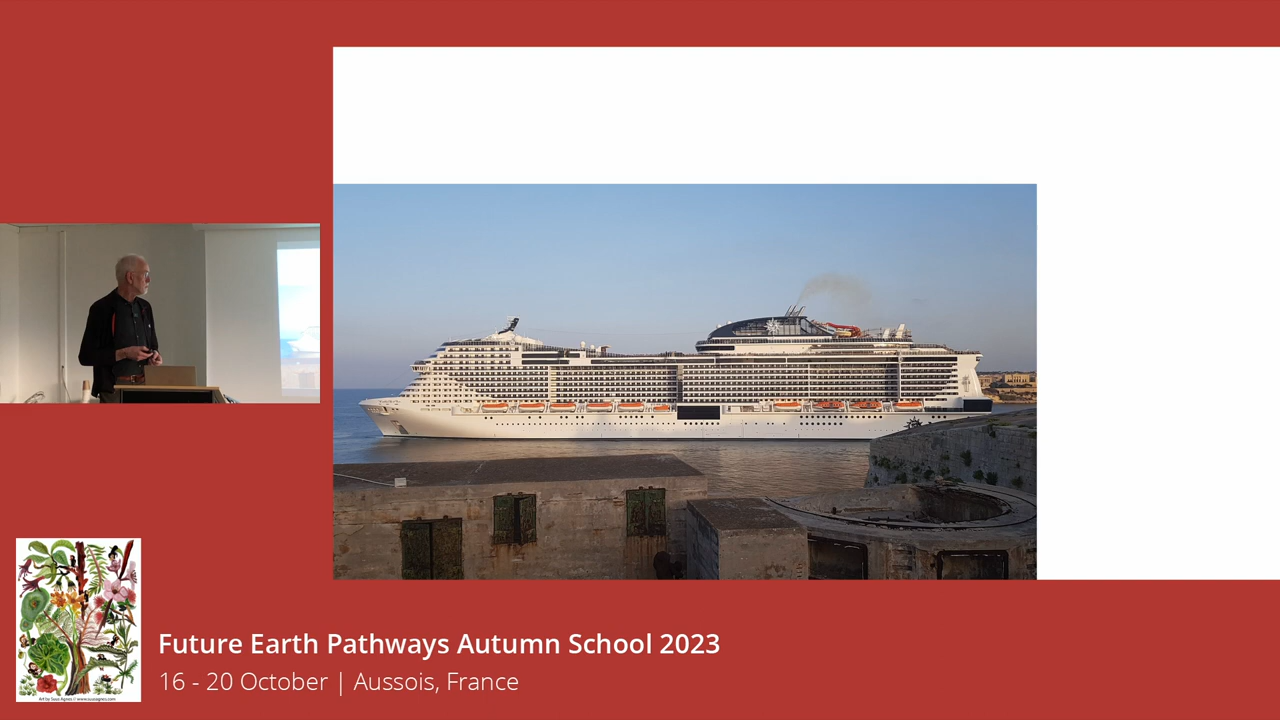 Future Earth Pathways Autumn School 2023
16 - 20 October | Aussois, France